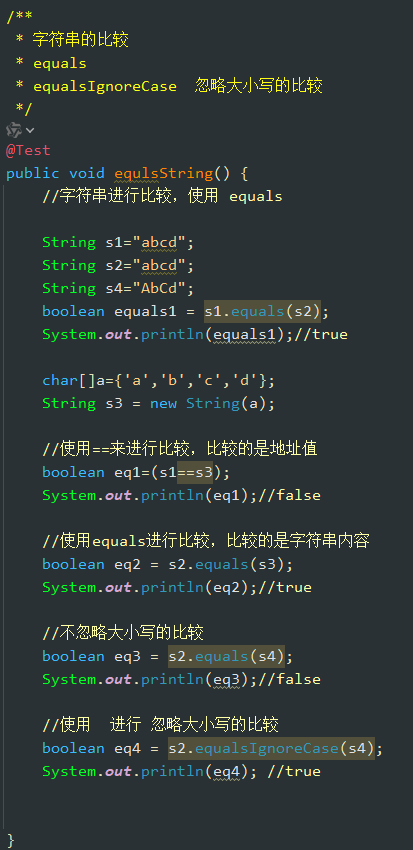 /**
 * 字符串的比较
 * equals
 * equalsIgnoreCase  忽略大小写的比较
 */
@Test
public void equlsString() {
    //字符串进行比较，使用 equals
    String s1="abcd";
    String s2="abcd";
    String s4="AbCd";
    boolean equals1 = s1.equals(s2);
    System.out.println(equals1);//true
    char[]a={'a','b','c','d'};
    String s3 = new String(a);
    //使用==来进行比较，比较的是地址值
    boolean eq1=(s1==s3);
    System.out.println(eq1);//false
    //使用equals进行比较，比较的是字符串内容
    boolean eq2 = s2.equals(s3);
    System.out.println(eq2);//true
    //不忽略大小写的比较
    boolean eq3 = s2.equals(s4);
    System.out.println(eq3);//false
    //使用  进行 忽略大小写的比较
    boolean eq4 = s2.equalsIgnoreCase(s4);
    System.out.println(eq4); //true
}